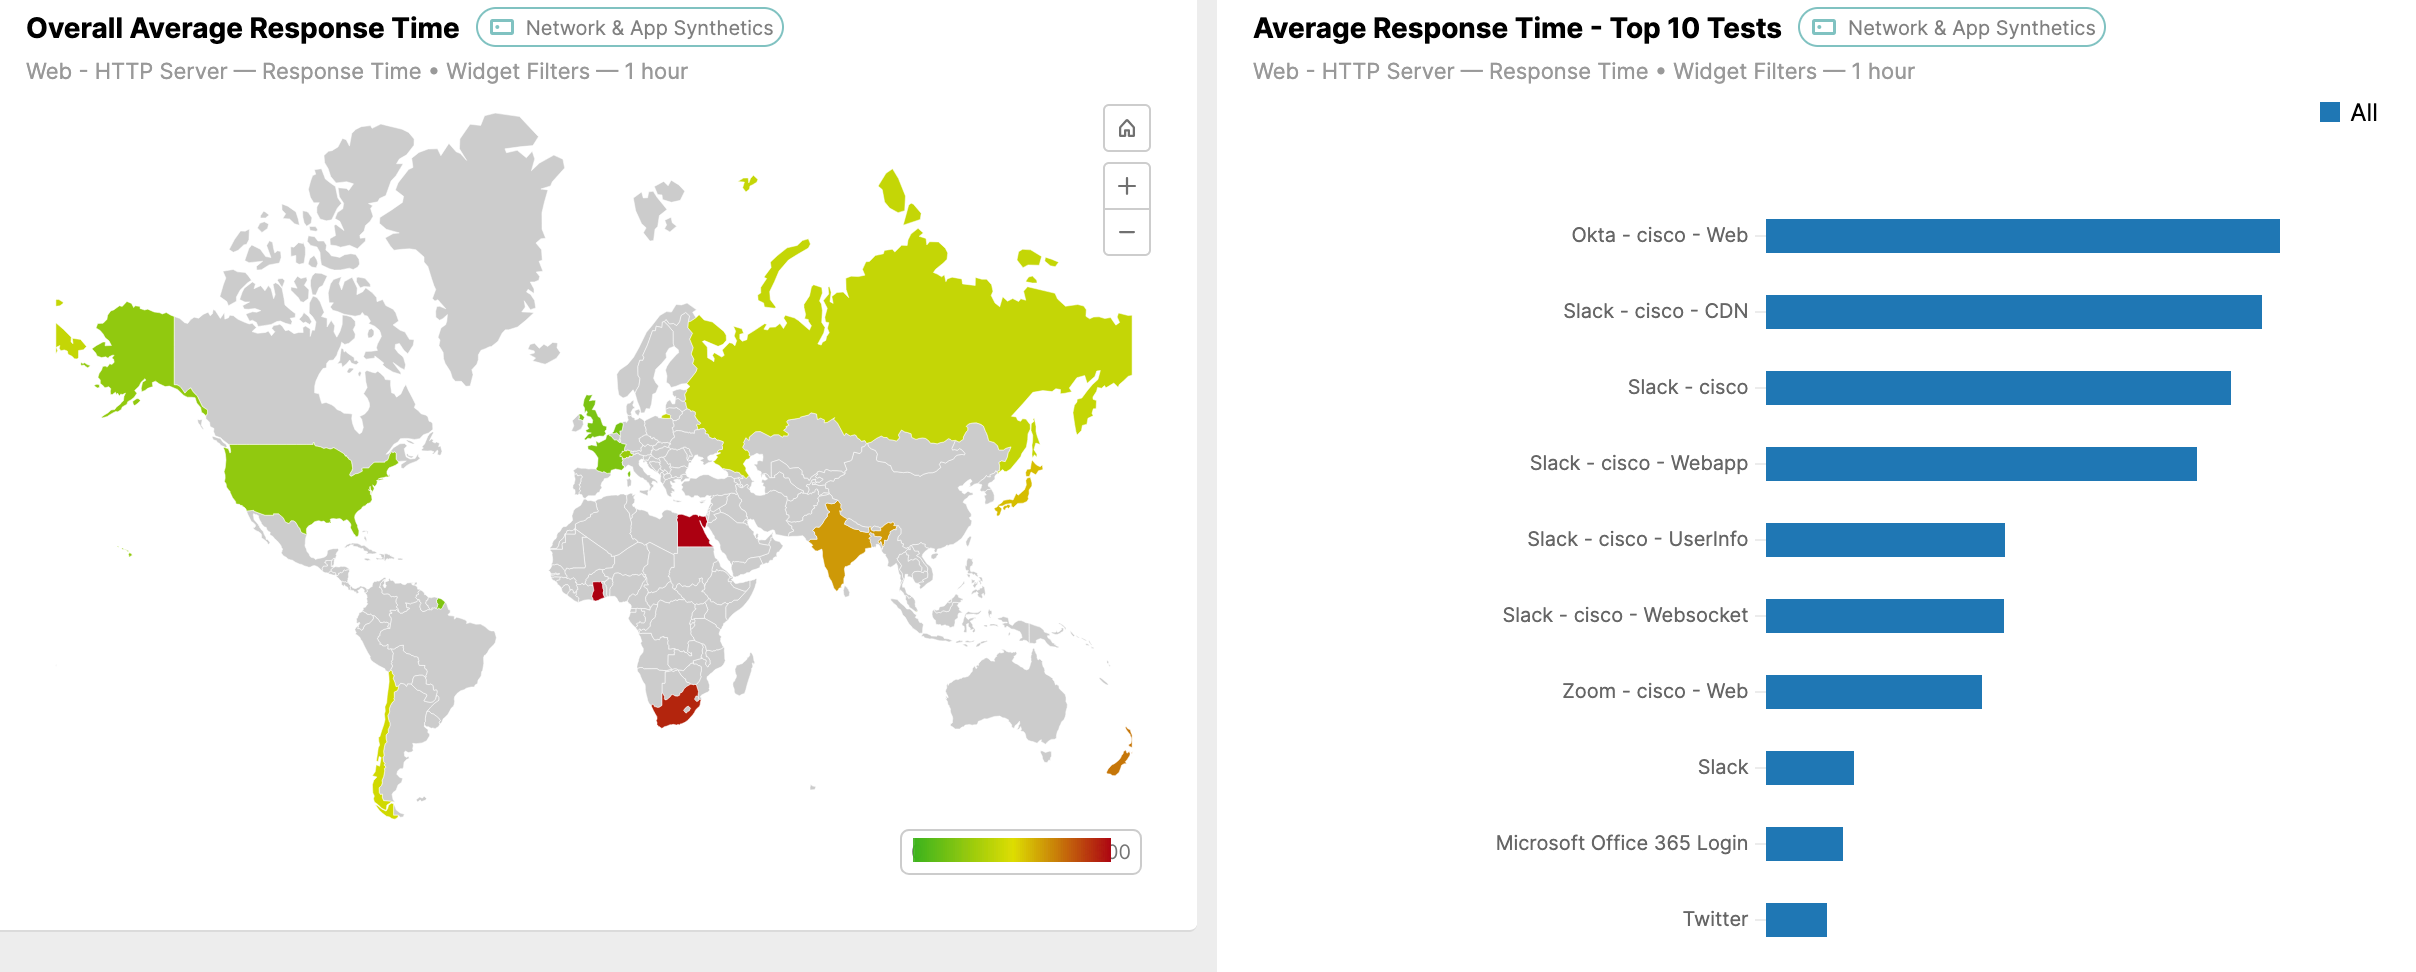 Overall Average Response Time
Network & App Synthetics
Web - HTTP Server — Response Time • Widget Filters — 1 hour
Average Response Time - Top 10 Tests
Network & App Synthetics
Web - HTTP Server — Response Time • Widget Filters — 1 hour
All
Okta - cisco - Web
Slack - cisco - CDN
Slack - cisco
Slack - cisco - Webapp
Slack - cisco - UserInfo
Slack - cisco - Websocket
Zoom - cisco - Web
Slack
Microsoft Office 365 Login
Twitter